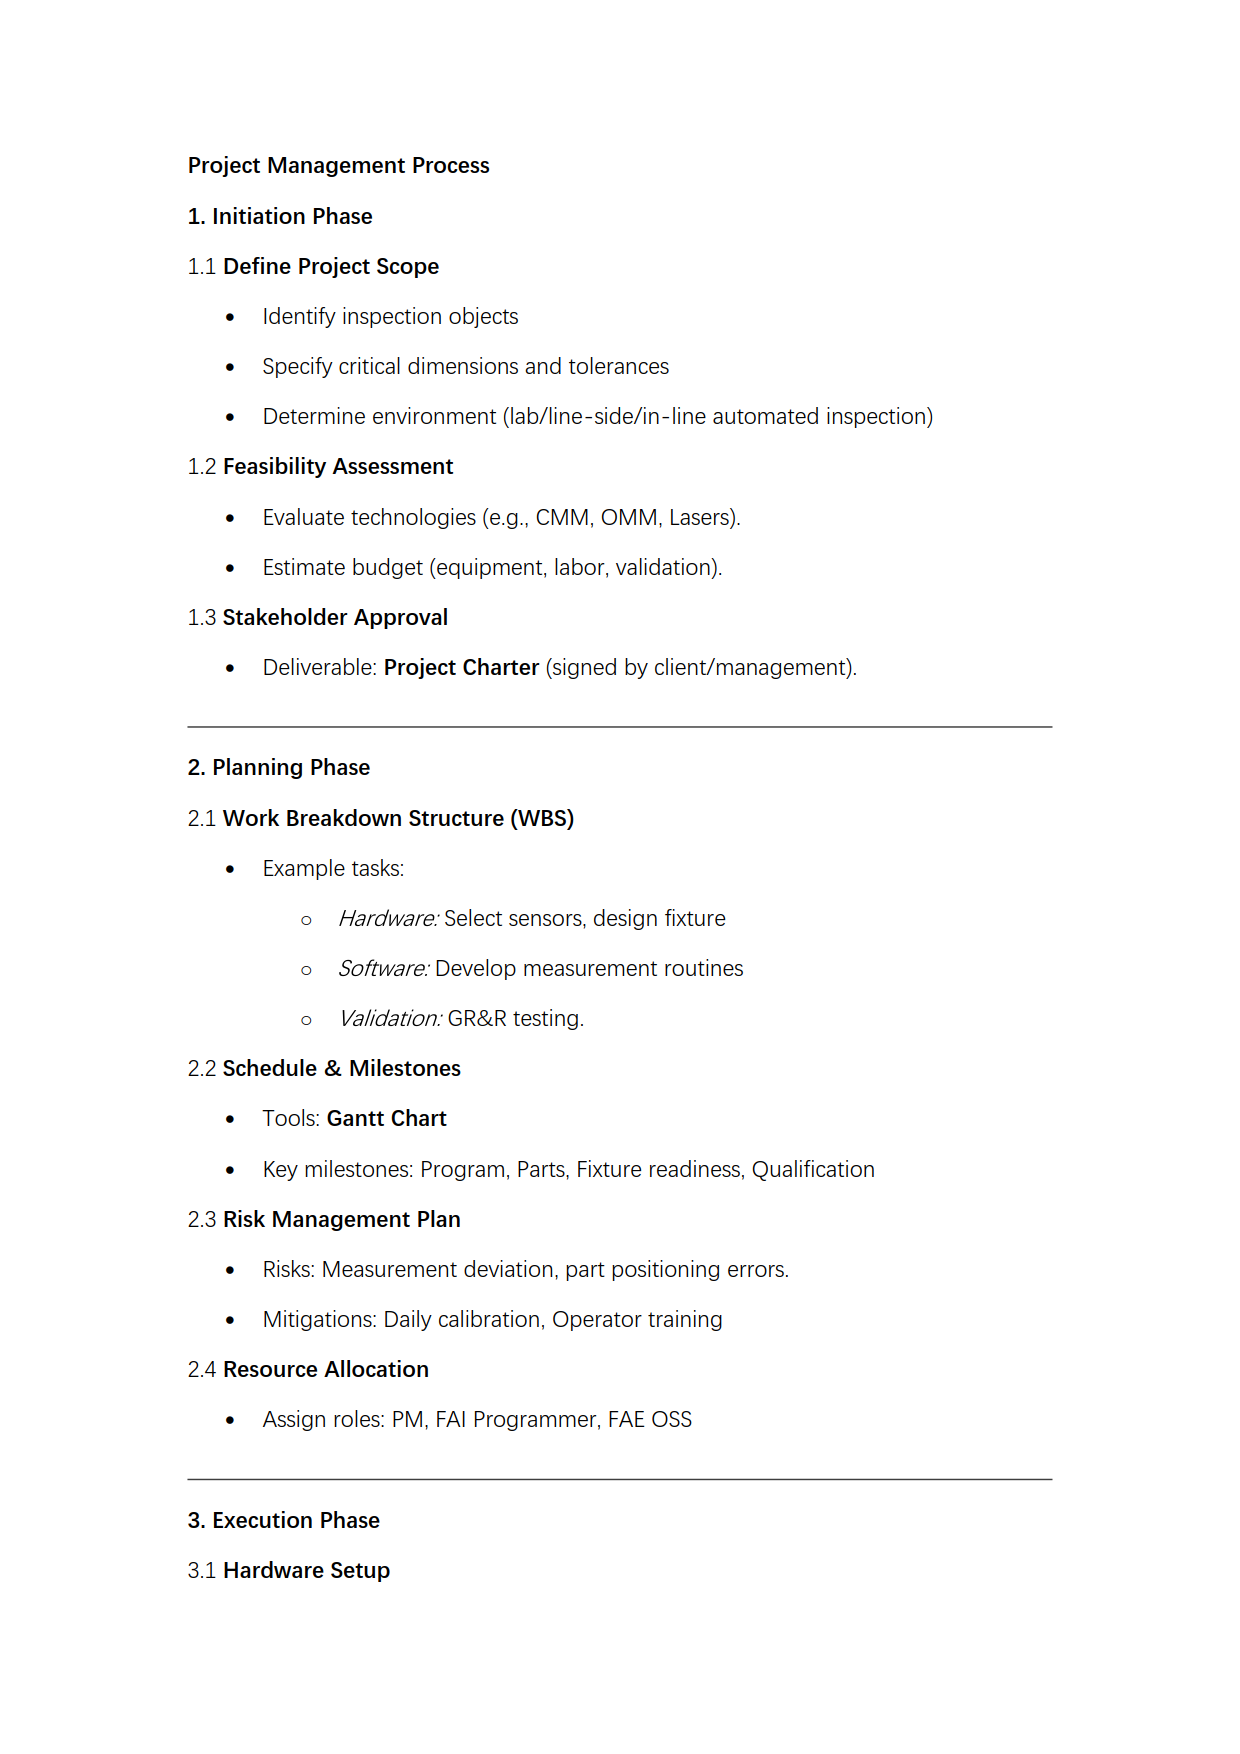 Project Management Process
1. Initiation Phase
1.1 Define Project Scope
• Identify inspection objects
• Specify critical dimensions and tolerances
• Determine environment (lab/line-side/in-line automated inspection)
1.2 Feasibility Assessment
• Evaluate technologies (e.g., CMM, OMM, Lasers).
• Estimate budget (equipment, labor, validation).
1.3 Stakeholder Approval
• Deliverable: Project Charter (signed by client/management).
2. Planning Phase
2.1 Work Breakdown Structure (WBS)
• Example tasks:
○ Hardware: Select sensors, design fixture
○ Software: Develop measurement routines
○ Validation: GR&R testing.
2.2 Schedule & Milestones
• Tools: Gantt Chart
• Key milestones: Program, Parts, Fixture readiness, Qualification
2.3 Risk Management Plan
• Risks: Measurement deviation, part positioning errors.
• Mitigations: Daily calibration, Operator training
2.4 Resource Allocation
• Assign roles: PM, FAI Programmer, FAE OSS
3. Execution Phase
3.1 Hardware Setup